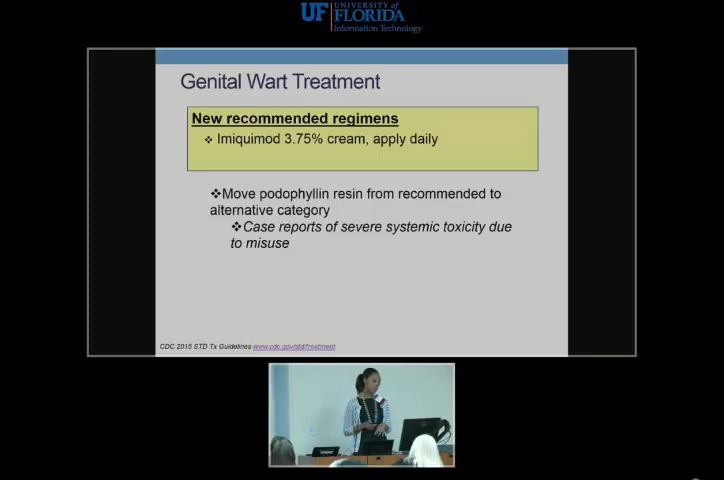 UF UNIVERSITY of
FLORIDA
Information Technology
Genital Wart Treatment
New recommended regimens
❖ Imiquimod 3.75% cream, apply daily
❖Move podophyllin resin from recommended to
alternative category
❖Case reports of severe systemic toxicity due
to misuse
CDC 2015 STD Tx Guidelines www.cdc.gov/std/treatment